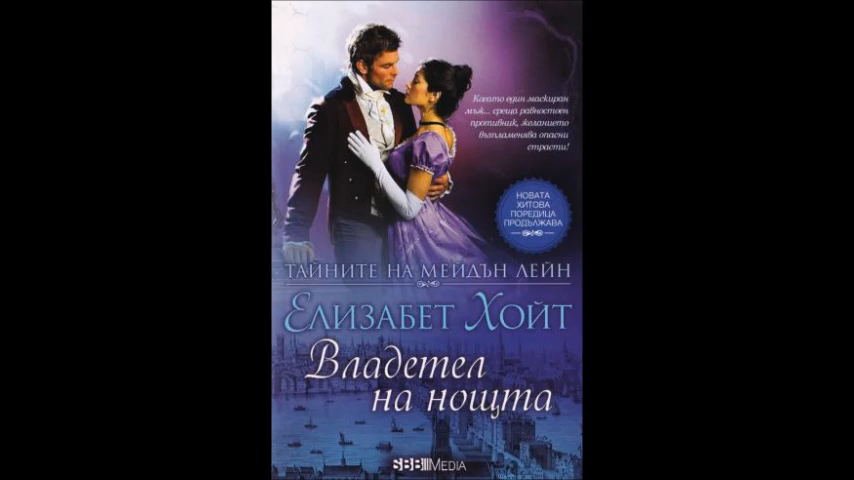 Когато един маскиран
мъж... среща равностоен
противник, желанието
възпламенява опасни
страсти!
НОВАТА
ХИТОВА
ПОРЕДИЦА
ПРОДЪЛЖАВА
ТАЙНИТЕ НА МЕЙДЪН ЛЕЙН
ЕЛИЗАБЕТ ХОЙТ
Владетел
на нощта
SBB MEDIA